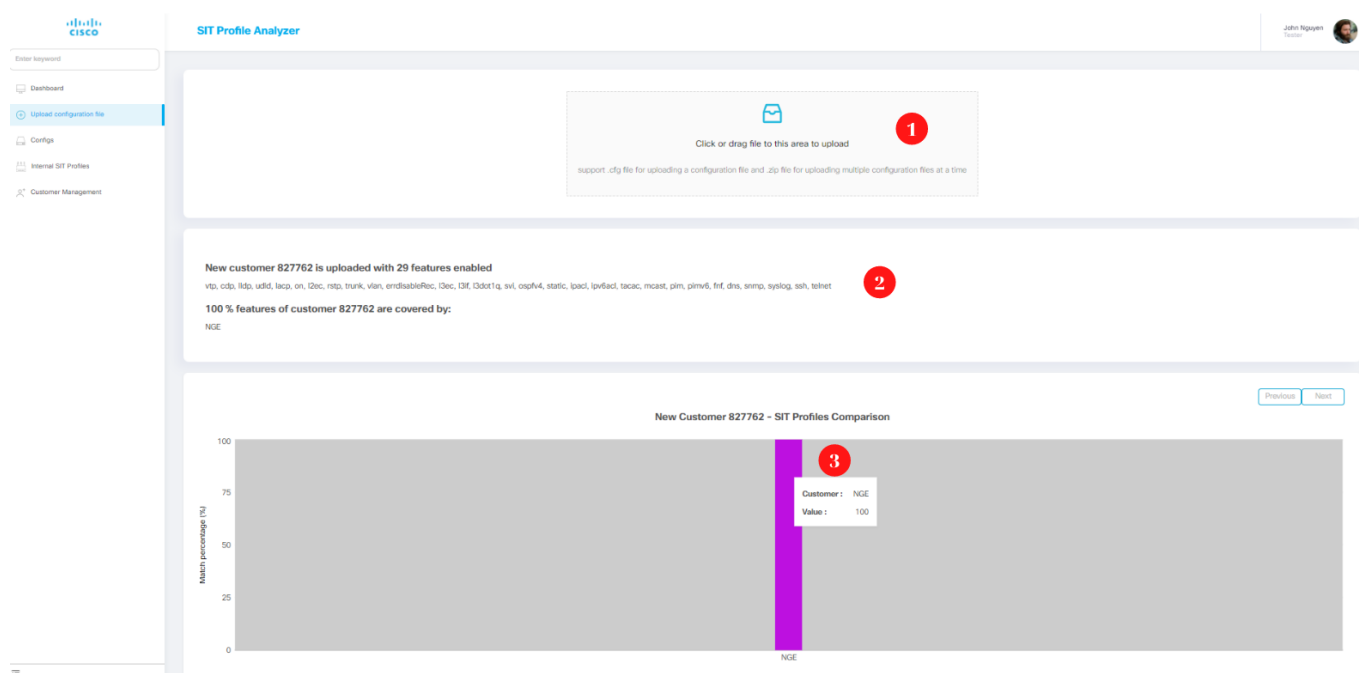 CISCO
SIT Profile Analyzer
John Nguyen
Tester
Enter keyword
Dashboard
Upload configuration file
Configs
Internal SIT Profiles
Customer Management
1
Click or drag file to this area to upload
support .cfg file for uploading a configuration file and .zip file for uploading multiple configuration files at a time
New customer 827762 is uploaded with 29 features enabled
vtp, cdp, lldp, udld, lacp, on, l2ec, rstp, trunk, vlan, errdisableRec, l3ec, l3if, l3dot1q, svi, ospfv4, static, ipacl, ipv6acl, tacac, mcast, pim, pimv6, fnf, dns, snmp, syslog, ssh, telnet
2
100 % features of customer 827762 are covered by:
NGE
Previous
Next
New Customer 827762 - SIT Profiles Comparison
100
75
50
25
0
Match percentage (%)
3
Customer : NGE
Value : 100
NGE